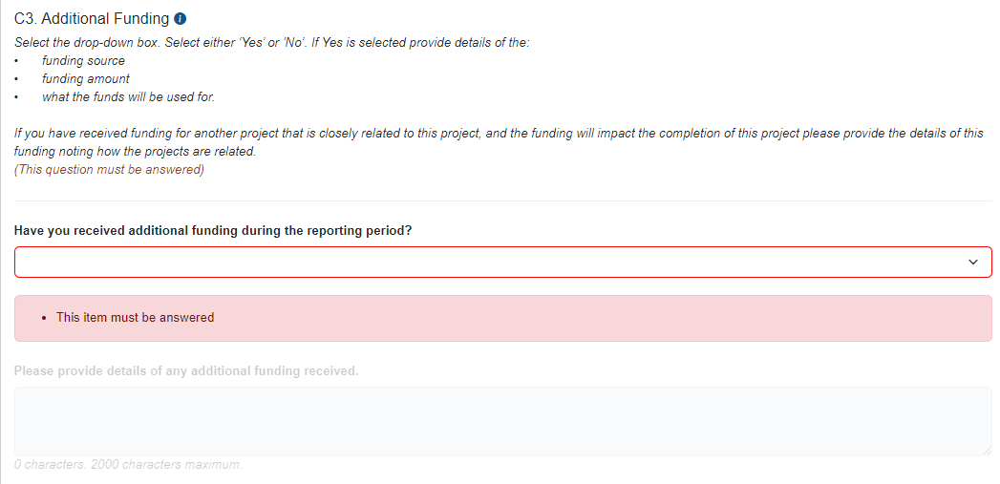 C3. Additional Funding i
Select the drop-down box. Select either 'Yes' or 'No'. If Yes is selected provide details of the:
• funding source
• funding amount
• what the funds will be used for.
If you have received funding for another project that is closely related to this project, and the funding will impact the completion of this project please provide the details of this
funding noting how the projects are related.
(This question must be answered)
Have you received additional funding during the reporting period?
• This item must be answered
Please provide details of any additional funding received.
0 characters. 2000 characters maximum.